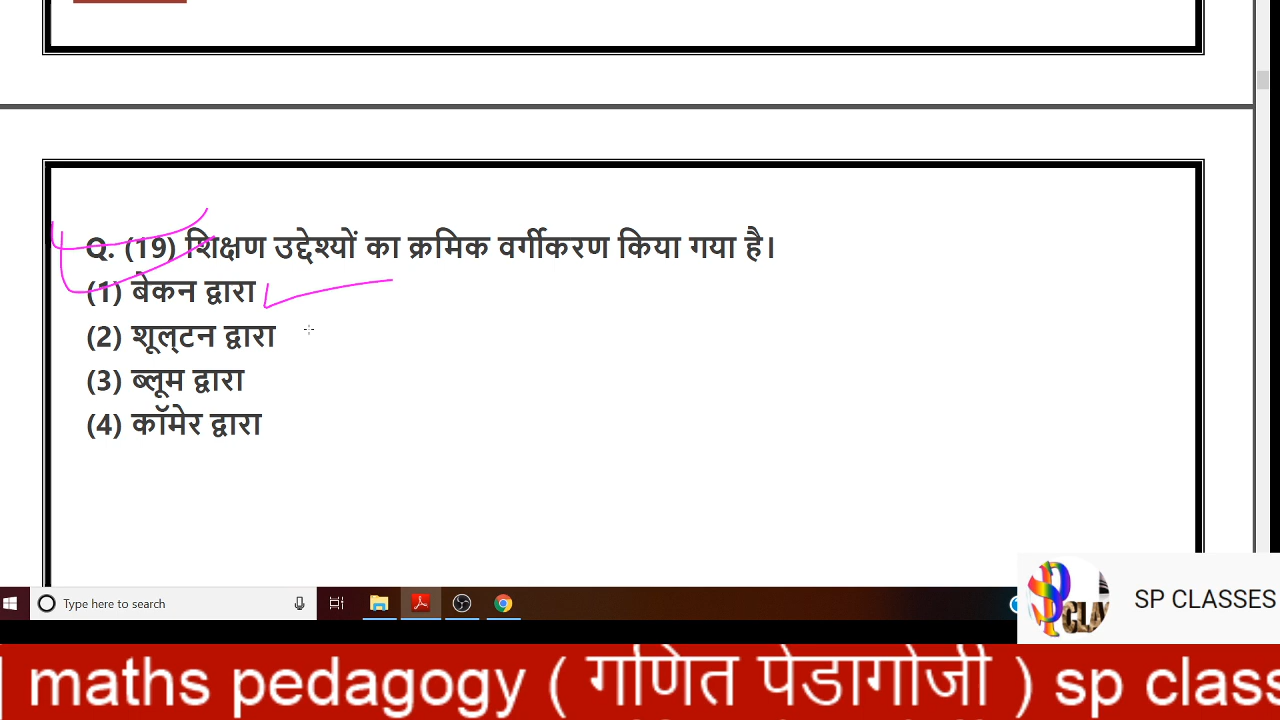 Q. (19) शिक्षण उद्देश्यों का क्रमिक वर्गीकरण किया गया है।
(1) बेकन द्वारा
(2) शूल्टन द्वारा
(3) ब्लूम द्वारा
(4) कॉमेर द्वारा
Type here to search
SP CLASSES
maths pedagogy ( गणित पेडागोजी ) sp class